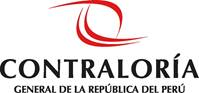 CONTRALORÍA
GENERAL DE LA REPÚBLICA DEL PERÚ